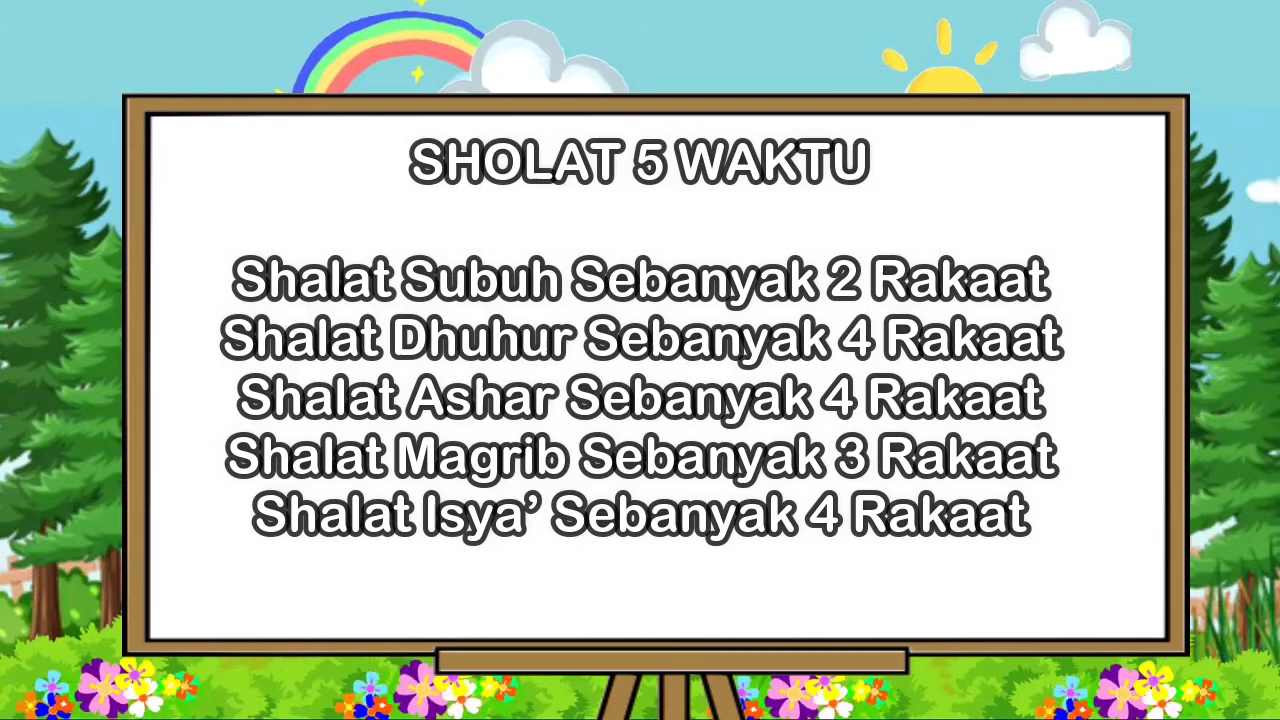 SHOLAT 5 WAKTU
Shalat Subuh Sebanyak 2 Rakaat
Shalat Dhuhur Sebanyak 4 Rakaat
Shalat Ashar Sebanyak 4 Rakaat
Shalat Magrib Sebanyak 3 Rakaat
Shalat Isya’ Sebanyak 4 Rakaat